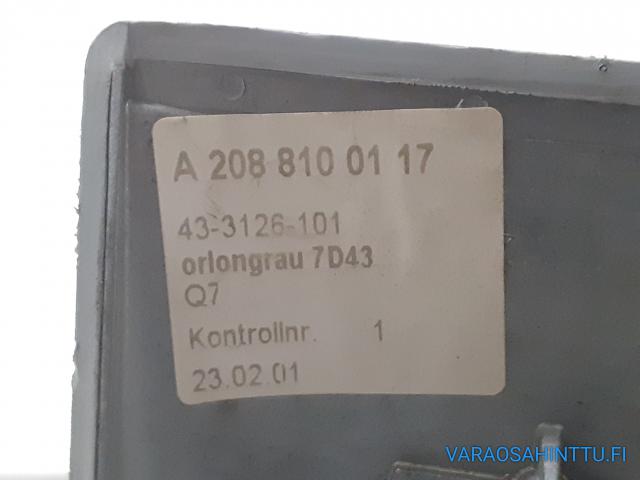 A 208 810 01 17
43-3126-101
orlongrau 7D43
Q7
Kontrollnr. 1
23.02.01
VARAOSAHINTTU.FI